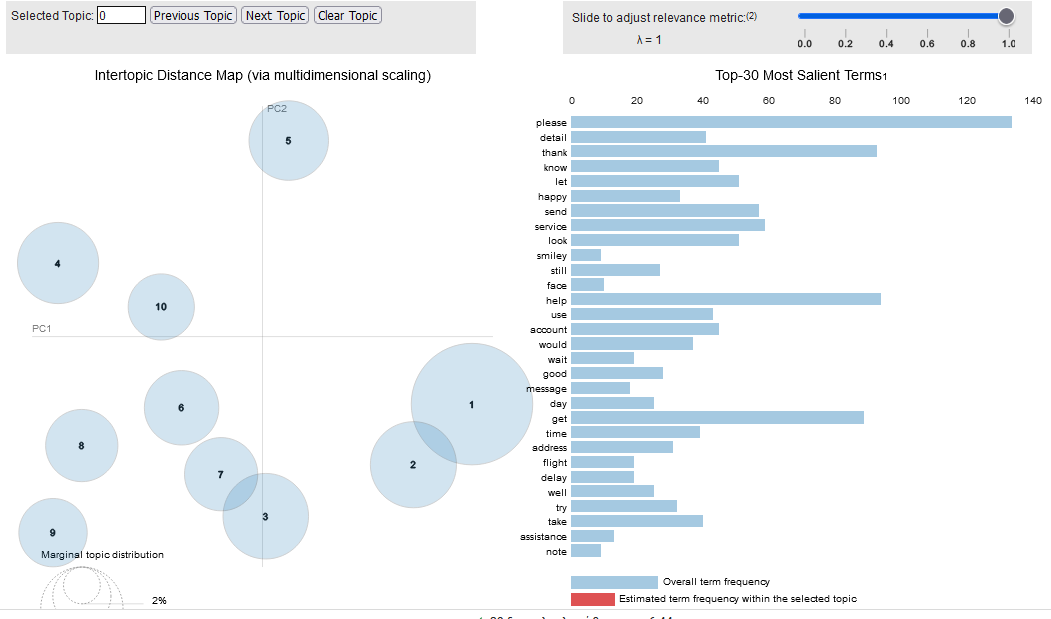 Selected Topic: 0 Previous Topic Next Topic Clear Topic
Slide to adjust relevance metric:(2)
λ = 1
0.0 0.2 0.4 0.6 0.8 1.0
Intertopic Distance Map (via multidimensional scaling)
PC2
5
4
10
PC1
1
6
8
2
7
3
9
Marginal topic distribution
2%
Top-30 Most Salient Terms1
0 20 40 60 80 100 120 140
please
detail
thank
know
let
happy
send
service
look
smiley
still
face
help
use
account
would
wait
good
message
day
get
time
address
flight
delay
well
try
take
assistance
note
Overall term frequency
Estimated term frequency within the selected topic